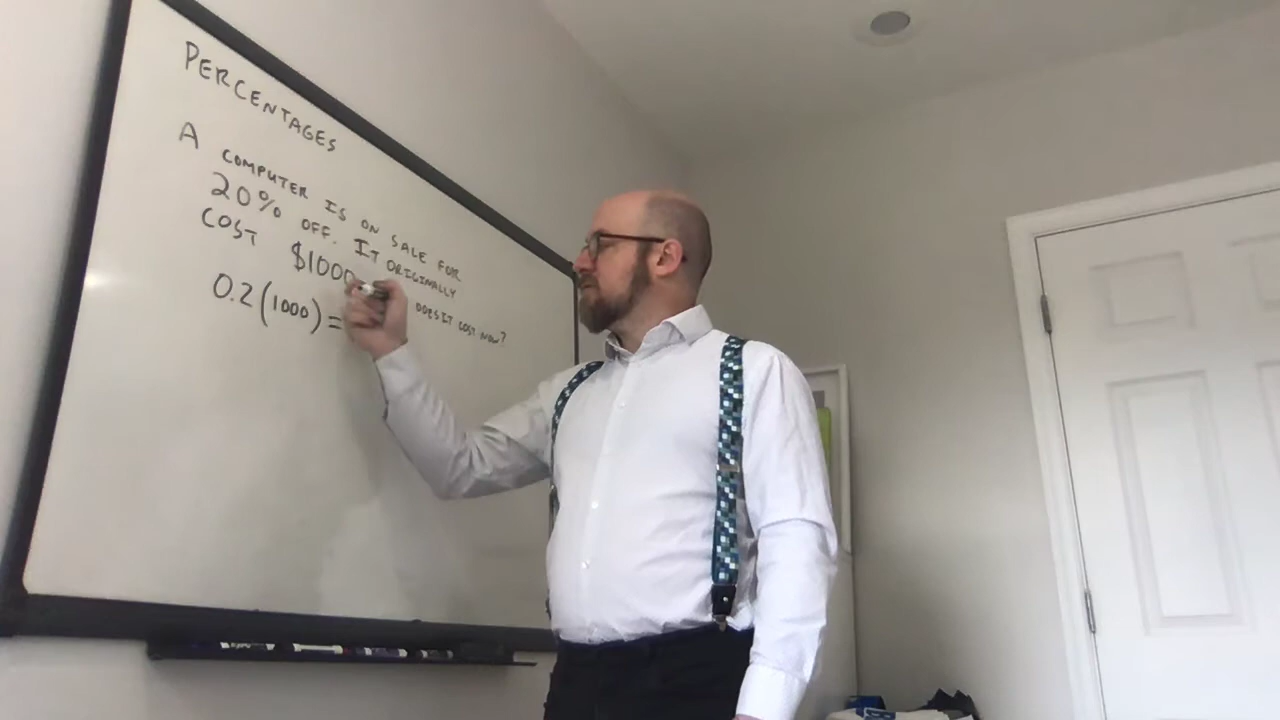 PERCENTAGES
A COMPUTER IS ON SALE FOR
20% OFF. IT ORIGINALLY
COST $1000 DOES IT COST NOW?
0.2(1000)=